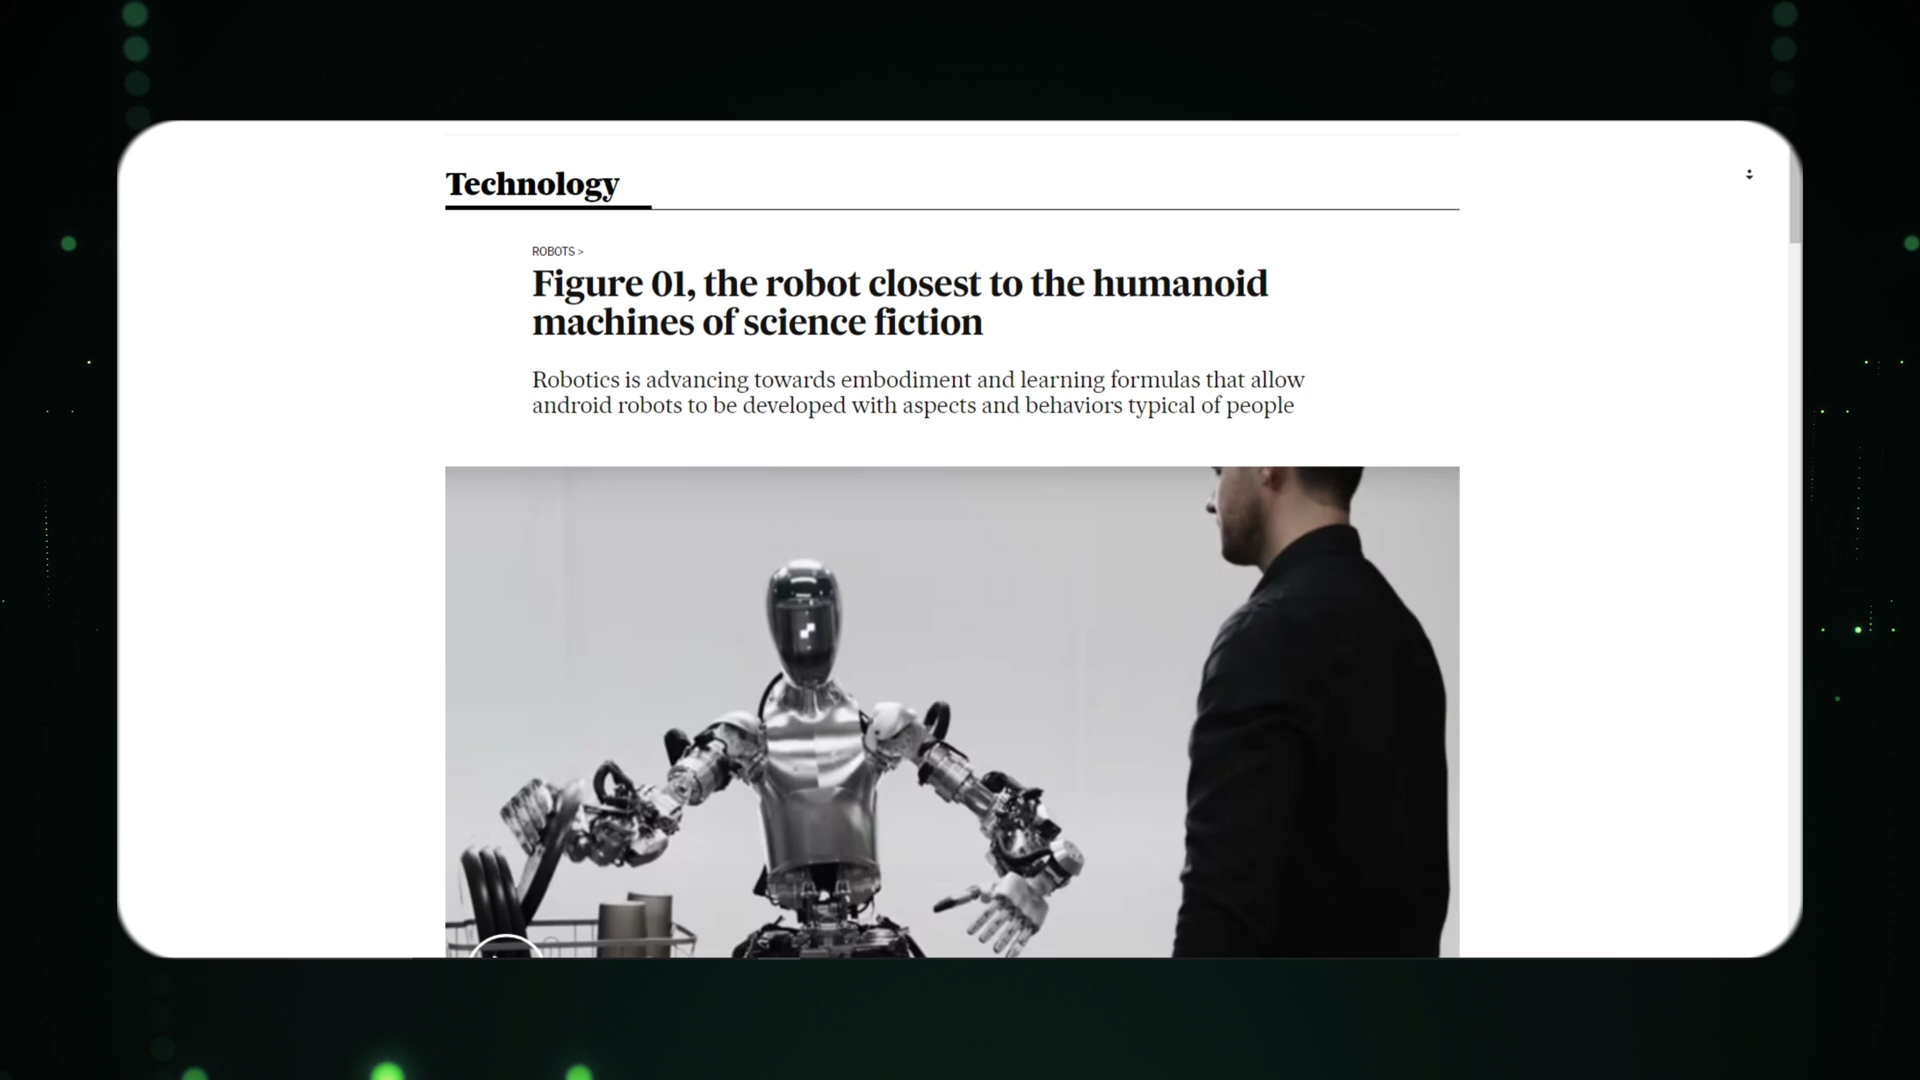 Technology
ROBOTS >
Figure 01, the robot closest to the humanoid
machines of science fiction
Robotics is advancing towards embodiment and learning formulas that allow
android robots to be developed with aspects and behaviors typical of people